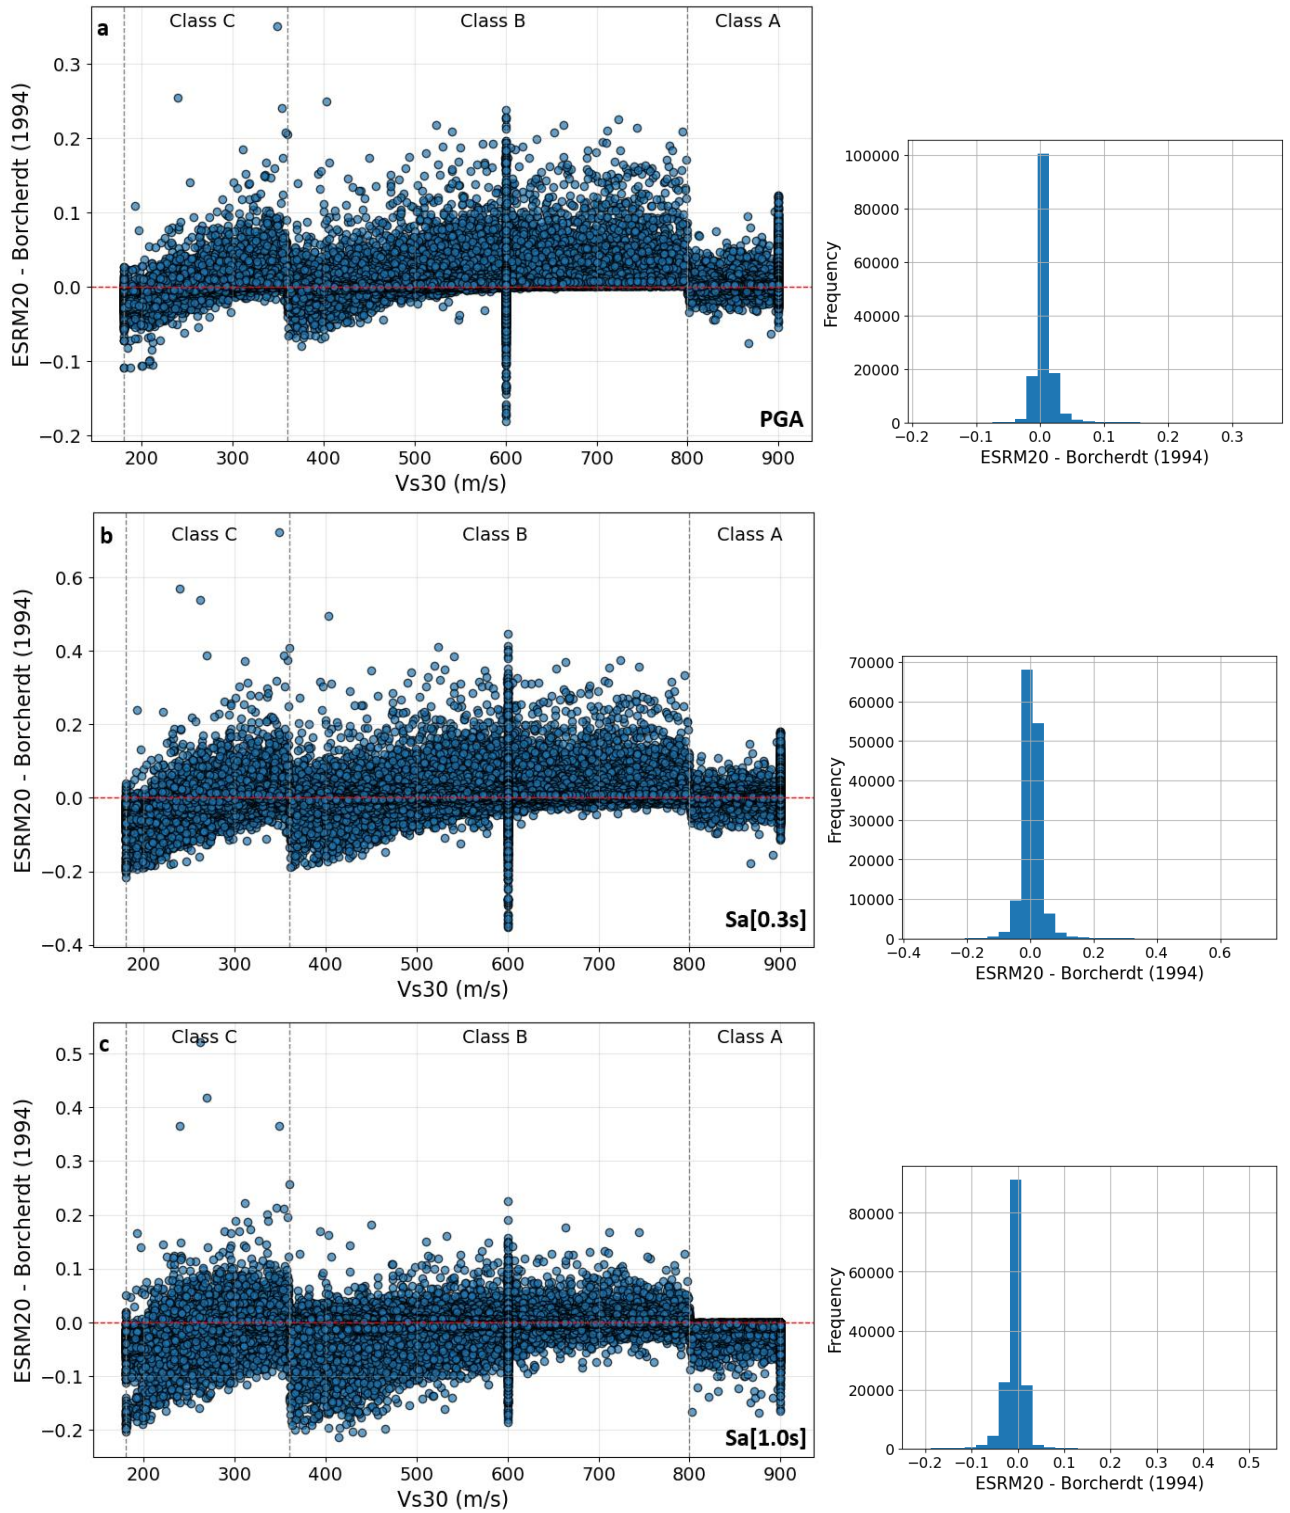 a
Class C
Class B
Class A
0.3
0.2
0.1
0.0
−0.1
−0.2
ESRM20 - Borcherdt (1994)
PGA
200 300 400 500 600 700 800 900
Vs30 (m/s)
100000
80000
60000
40000
20000
0
Frequency
−0.2 −0.1 0.0 0.1 0.2 0.3
ESRM20 - Borcherdt (1994)
b
Class C
Class B
Class A
0.6
0.4
0.2
0.0
−0.2
−0.4
ESRM20 - Borcherdt (1994)
Sa[0.3s]
200 300 400 500 600 700 800 900
Vs30 (m/s)
70000
60000
50000
40000
30000
20000
10000
0
Frequency
−0.4 −0.2 0.0 0.2 0.4 0.6
ESRM20 - Borcherdt (1994)
c
Class C
Class B
Class A
0.5
0.4
0.3
0.2
0.1
0.0
−0.1
−0.2
ESRM20 - Borcherdt (1994)
Sa[1.0s]
200 300 400 500 600 700 800 900
Vs30 (m/s)
80000
60000
40000
20000
0
Frequency
−0.2 −0.1 0.0 0.1 0.2 0.3 0.4 0.5
ESRM20 - Borcherdt (1994)